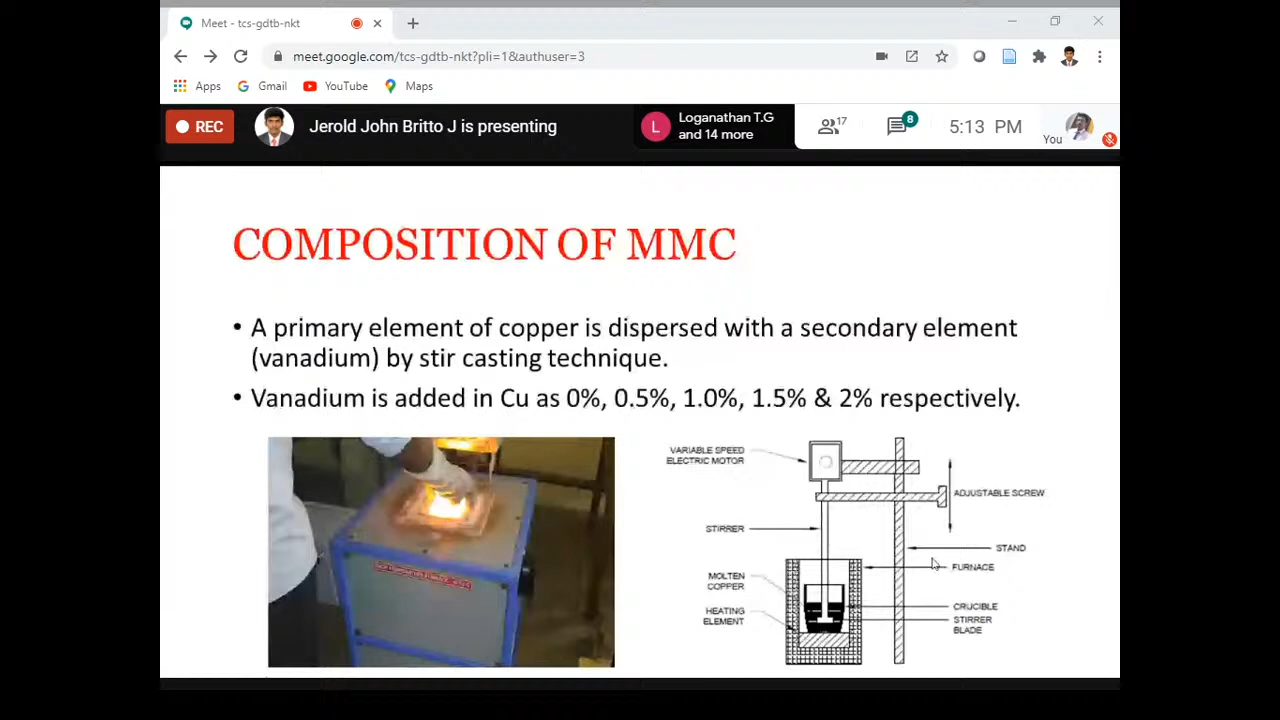 Meet - tcs-gdtb-nkt
meet.google.com/tcs-gdtb-nkt?pli=1&authuser=3
Apps Gmail YouTube Maps
REC
Jerold John Britto J is presenting
L
Loganathan T.G
and 14 more
17
8
5:13 PM
You
COMPOSITION OF MMC
• A primary element of copper is dispersed with a secondary element
(vanadium) by stir casting technique.
• Vanadium is added in Cu as 0%, 0.5%, 1.0%, 1.5% & 2% respectively.
VARIABLE SPEED
ELECTRIC MOTOR
ADJUSTABLE SCREW
STIRRER
STAND
FURNACE
MOLTEN
COPPER
HEATING
ELEMENT
CRUCIBLE
STIRRER
BLADE